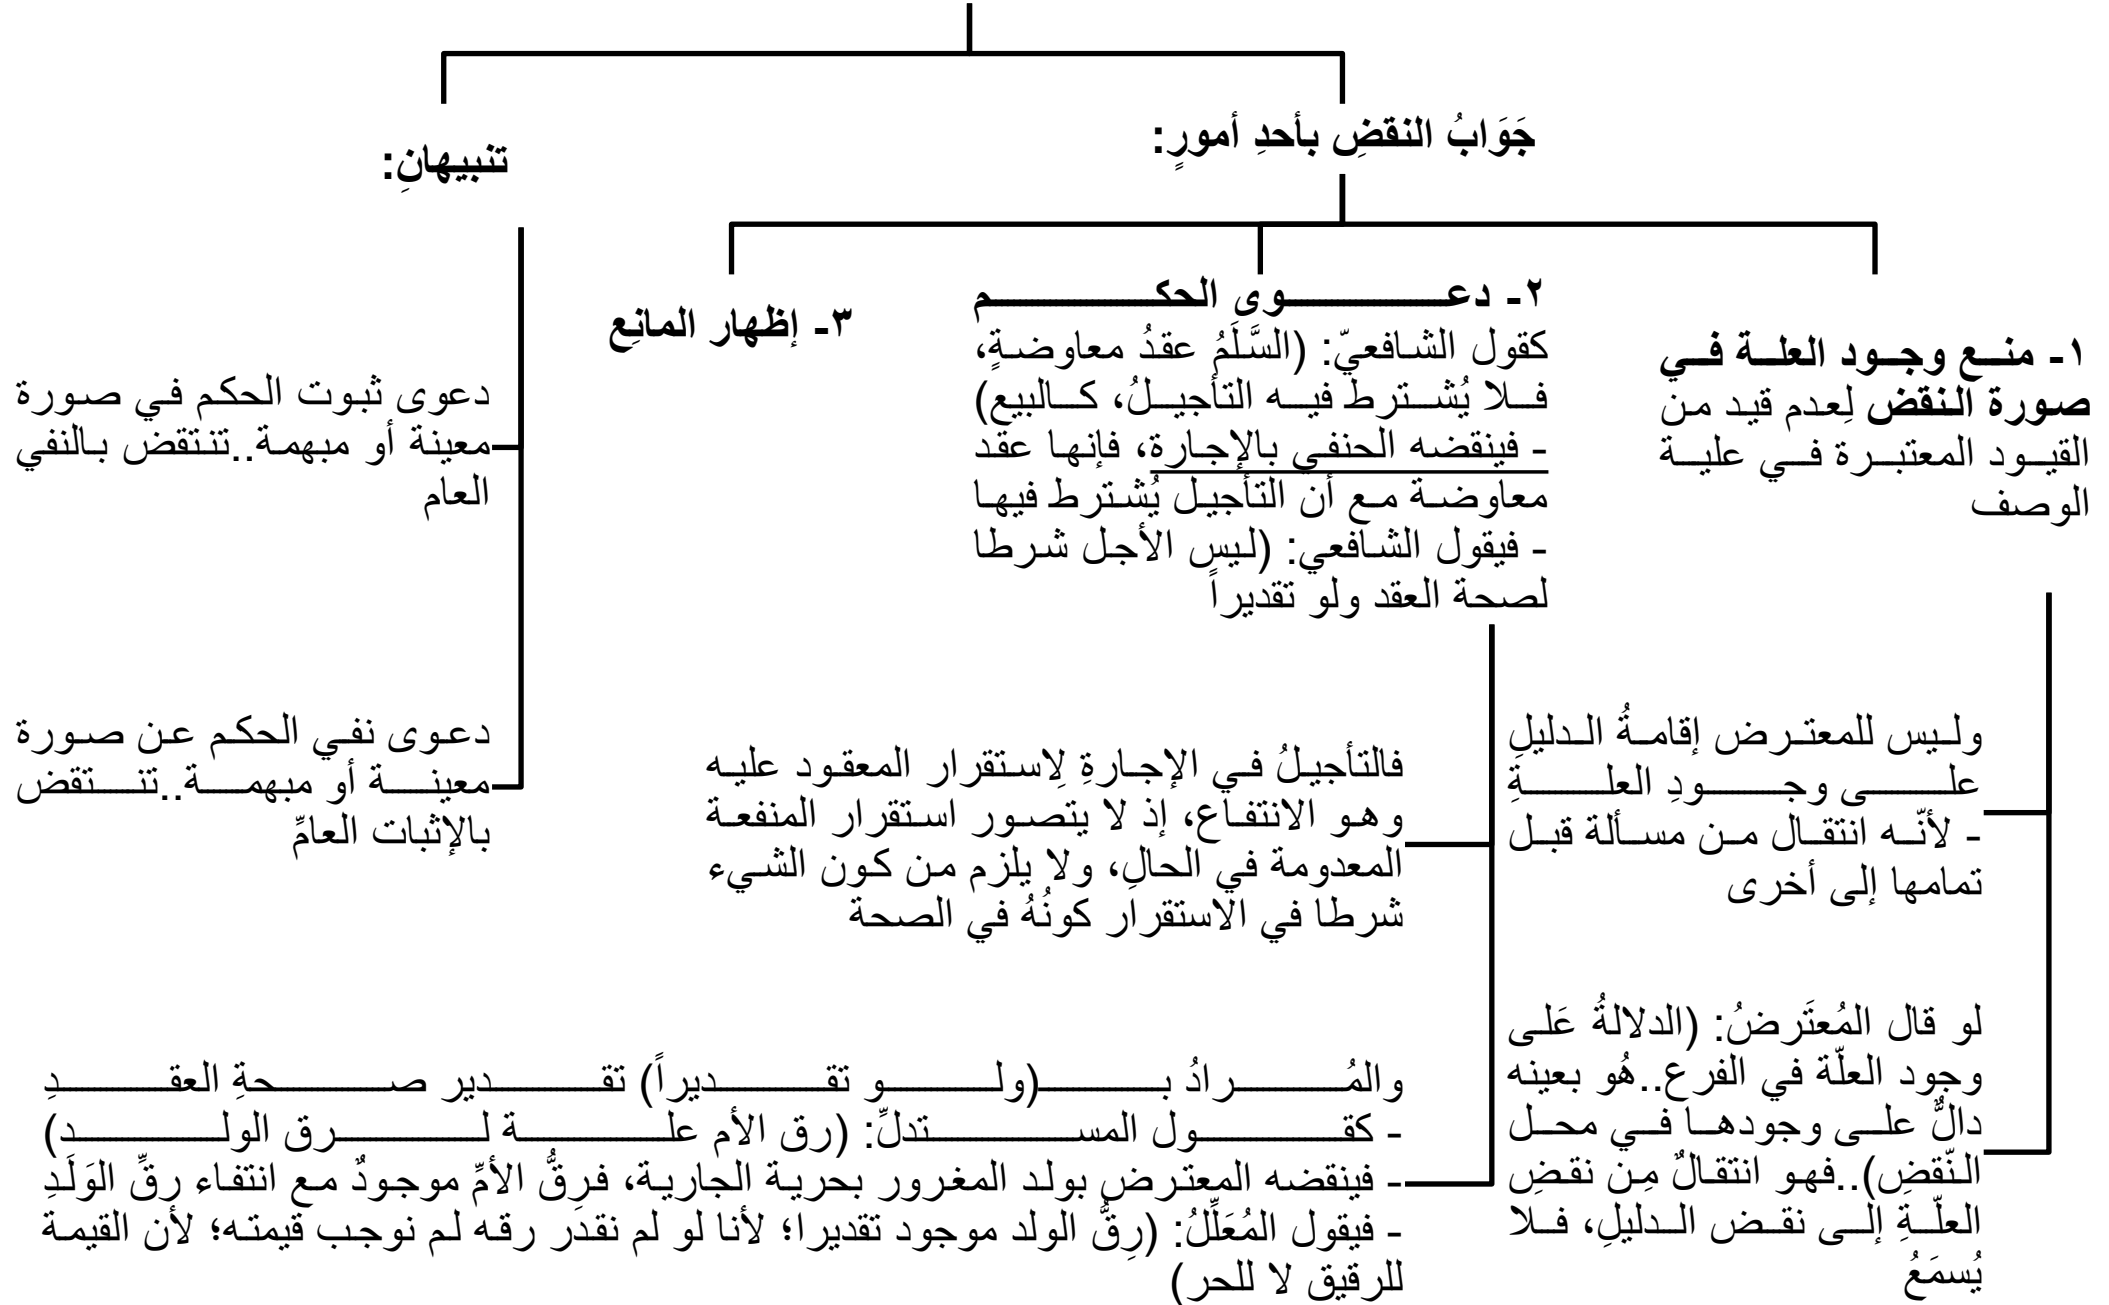 جَوَابُ النقضِ بأحدِ أمورٍ:
١- منع وجود العلة في
صورة النقض لِعدم قيد من
القيود المعتبرة في علية
الوصف
وليس للمعترض إقامةُ الدليلِ
على وجودِ العلةِ
- لأنّه انتقال من مسألة قبل
تمامها إلى أخرى
لو قال المُعتَرضُ: (الدلالةُ عَلى
وجود العلّة في الفرع..هُو بعينه
دالٌّ على وجودها في محل
النّقضِ)..فهو انتقالٌ مِن نقضِ
العلّةِ إلى نقض الدليلِ، فلا
يُسمَعُ
٢- دعوى الحكم
كقول الشافعيّ: (السَّلَمُ عقدُ معاوضةٍ،
فلا يُشترط فيه التأجيلُ، كالبيع)
- فينقضه الحنفي بالإجارة، فإنها عقد
معاوضة مع أن التأجيل يُشترط فيها
- فيقول الشافعي: (ليس الأجل شرطا
لصحة العقد ولو تقديراً
فالتأجيلُ في الإجارةِ لِاستقرار المعقود عليه
وهو الانتفاع، إذ لا يتصور استقرار المنفعة
المعدومة في الحالِ، ولا يلزم من كون الشيء
شرطا في الاستقرار كونُهُ في الصحة
والمُرادُ بـ(ولو تقديراً) تقدير صحةِ العقدِ
- كقول المستدلِّ: (رق الأم علة لرق الولد)
- فينقضه المعترض بولد المغرور بحرية الجارية، فرِقُّ الأمِّ موجودٌ مع انتفاء رقِّ الوَلَدِ
- فيقول المُعَلِّلُ: (رِقُّ الولد موجود تقديرا؛ لأنا لو لم نقدر رقه لم نوجب قيمته؛ لأن القيمة
للرقيق لا للحر)
٣- إظهار المانِع
تنبيهانِ:
دعوى ثبوت الحكم في صورة
معينة أو مبهمة..تنتقض بالنفي
العام
دعوى نفي الحكم عن صورة
معينة أو مبهمة..تنتقض
بالإثبات العامِّ